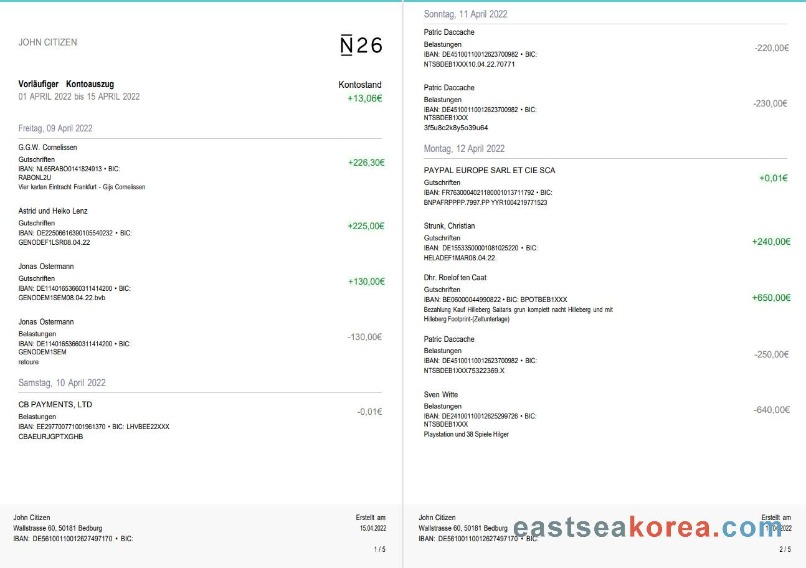 JOHN CITIZEN
N26
Vorläufiger Kontoauszug
Kontostand
01 APRIL 2022 bis 15 APRIL 2022
+13,06€
Freitag, 09 April 2022
G.G.W. Cornelissen
Gutschriften
+226,30€
IBAN: NL65RABO0141824913 • BIC:
RABONL2U
Vier karten Eintracht Frankfurt - Gijs Cornelissen
Astrid und Heiko Lenz
Gutschriften
+225,00€
IBAN: DE22506616390105540232 • BIC:
GENODEF1LSR08.04.22
Jonas Ostermann
Gutschriften
+130,00€
IBAN: DE11401653660311414200 • BIC:
GENODEM1SEM08.04.22.bvb
Jonas Ostermann
Belastungen
-130,00€
IBAN: DE11401653660311414200 • BIC:
GENODEM1SEM
retoure
Samstag, 10 April 2022
CB PAYMENTS, LTD
-0,01€
Belastungen
IBAN: EE297700771001961370 • BIC: LHVBEE22XXX
CBAEURJGPTXGHB
John Citizen
Erstellt am
Wallstrasse 60, 50181 Bedburg
15.04.2022
IBAN: DE56100110012627497170 • BIC:
1 / 5
Sonntag, 11 April 2022
Patric Daccache
Belastungen
-220,00€
IBAN: DE45100110012623700982 • BIC:
NTSBDEB1XXX10.04.22.70771
Patric Daccache
Belastungen
-230,00€
IBAN: DE45100110012623700982 • BIC:
NTSBDEB1XXX
3f5u8c2k8y5o39u64
Montag, 12 April 2022
PAYPAL EUROPE SARL ET CIE SCA
Gutschriften
+0,01€
IBAN: FR7630004021180001013711792 • BIC:
BNPAFRPPPP.7997.PP YYR1004219771523
Strunk, Christian
Gutschriften
+240,00€
IBAN: DE15533500001081025220 • BIC:
HELADEF1MAR08.04.22.
Dhr. Roelof ten Caat
Gutschriften
+650,00€
IBAN: BE06000044990822 • BIC: BPOTBEB1XXX
Bezahlung Kauf Hilleberg Saitaris grun komplett nacht Hilleberg und mit
Hilleberg Footprint-(Zeltunterlage)
Patric Daccache
Belastungen
-250,00€
IBAN: DE45100110012623700982 • BIC:
NTSBDEB1XXX75322369.X
Sven Witte
Belastungen
-640,00€
IBAN: DE24100110012625299726 • BIC:
NTSBDEB1XXX
Playstation und 38 Spiele Hilger
John Citizen
Erstellt am
Wallstrasse 60, 50181 Bedburg
eastseakorea.com
IBAN: DE56100110012627497170 • BIC:
2 / 5